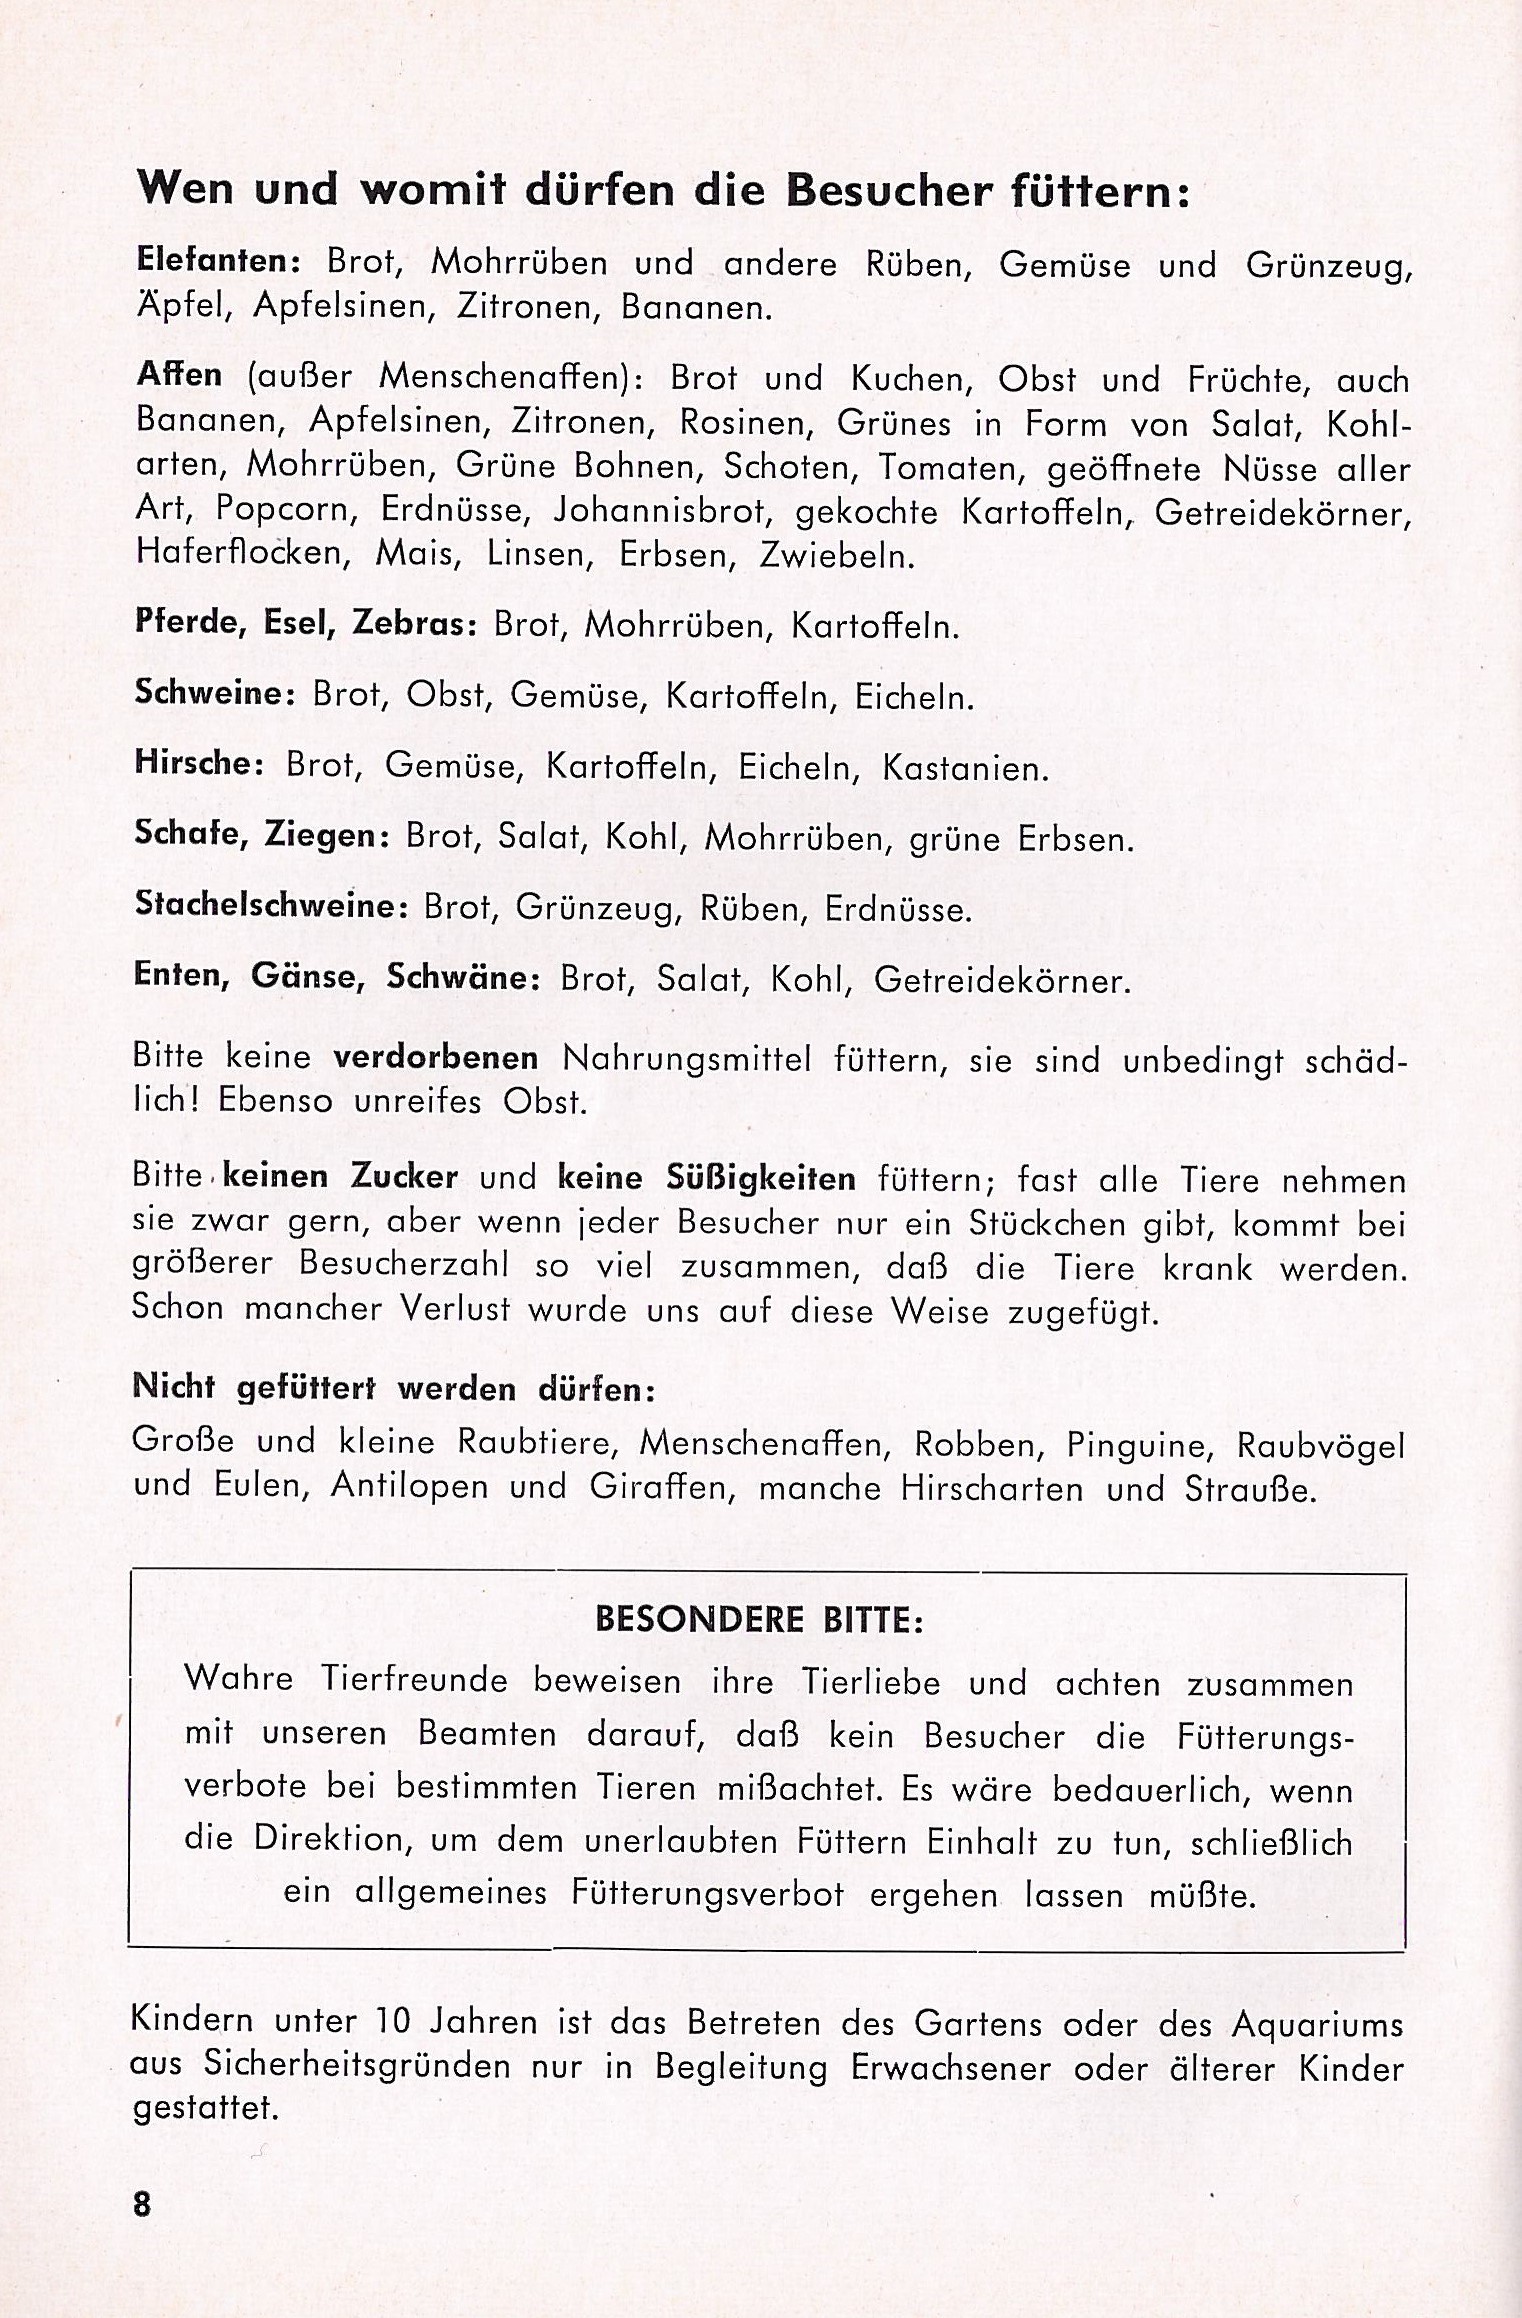 Wen und womit dürfen die Besucher füttern:
Elefanten: Brot, Mohrrüben und andere Rüben, Gemüse und Grünzeug,
Äpfel, Apfelsinen, Zitronen, Bananen.
Affen (außer Menschenaffen): Brot und Kuchen, Obst und Früchte, auch
Bananen, Apfelsinen, Zitronen, Rosinen, Grünes in Form von Salat, Kohl-
arten, Mohrrüben, Grüne Bohnen, Schoten, Tomaten, geöffnete Nüsse aller
Art, Popcorn, Erdnüsse, Johannisbrot, gekochte Kartoffeln, Getreidekörner,
Haferflocken, Mais, Linsen, Erbsen, Zwiebeln.
Pferde, Esel, Zebras: Brot, Mohrrüben, Kartoffeln.
Schweine: Brot, Obst, Gemüse, Kartoffeln, Eicheln.
Hirsche: Brot, Gemüse, Kartoffeln, Eicheln, Kastanien.
Schafe, Ziegen: Brot, Salat, Kohl, Mohrrüben, grüne Erbsen.
Stachelschweine: Brot, Grünzeug, Rüben, Erdnüsse.
Enten, Gänse, Schwäne: Brot, Salat, Kohl, Getreidekörner.
Bitte keine verdorbenen Nahrungsmittel füttern, sie sind unbedingt schäd-
lich! Ebenso unreifes Obst.
Bitte keinen Zucker und keine Süßigkeiten füttern; fast alle Tiere nehmen
sie zwar gern, aber wenn jeder Besucher nur ein Stückchen gibt, kommt bei
größerer Besucherzahl so viel zusammen, daß die Tiere krank werden.
Schon mancher Verlust wurde uns auf diese Weise zugefügt.
Nicht gefüttert werden dürfen:
Große und kleine Raubtiere, Menschenaffen, Robben, Pinguine, Raubvögel
und Eulen, Antilopen und Giraffen, manche Hirscharten und Strauße.
BESONDERE BITTE:
Wahre Tierfreunde beweisen ihre Tierliebe und achten zusammen
mit unseren Beamten darauf, daß kein Besucher die Fütterungs-
verbote bei bestimmten Tieren mißachtet. Es wäre bedauerlich, wenn
die Direktion, um dem unerlaubten Füttern Einhalt zu tun, schließlich
ein allgemeines Fütterungsverbot ergehen lassen müßte.
Kindern unter 10 Jahren ist das Betreten des Gartens oder des Aquariums
aus Sicherheitsgründen nur in Begleitung Erwachsener oder älterer Kinder
gestattet.
8